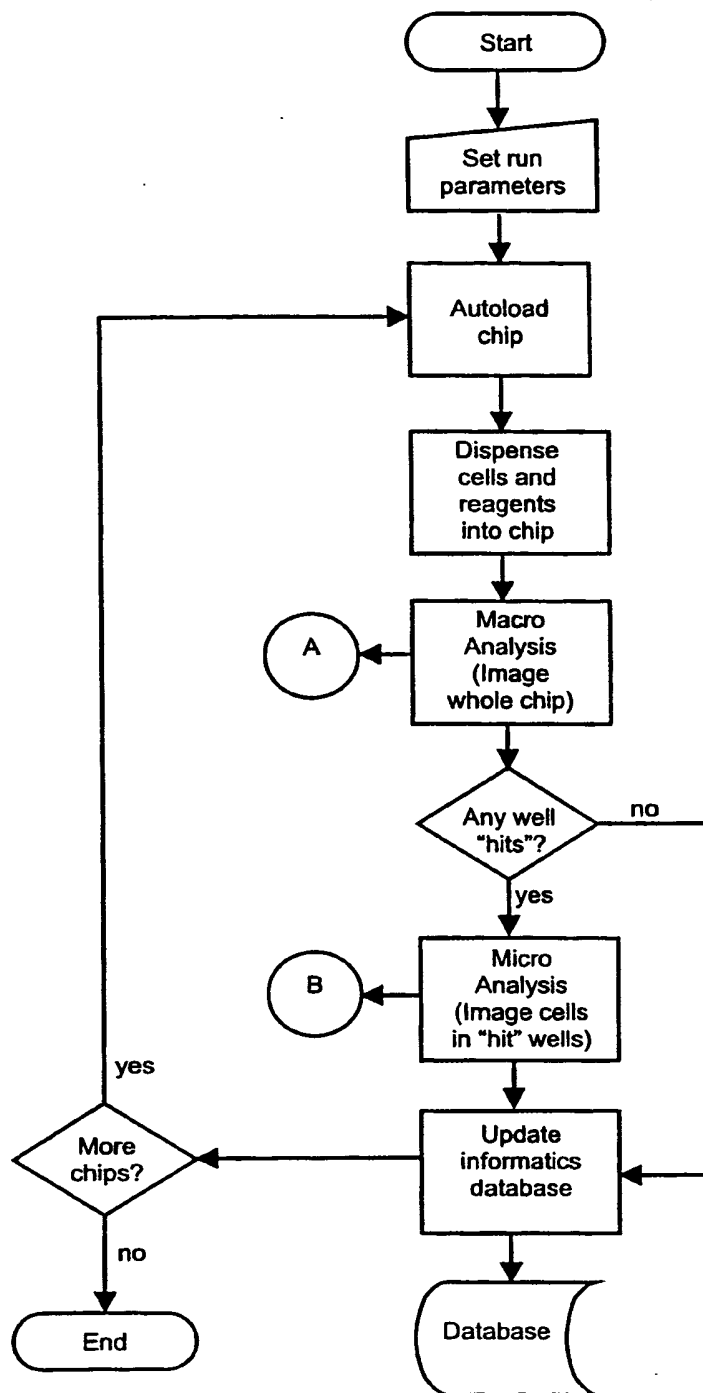 Start
Set run
parameters
Autoload
chip
Dispense
cells and
reagents
into chip
Macro
Analysis
(Image
whole chip)
A
Any well
"hits"?
no
yes
Micro
Analysis
(Image cells
in "hit" wells)
B
Update
informatics
database
yes
More
chips?
no
End
Database